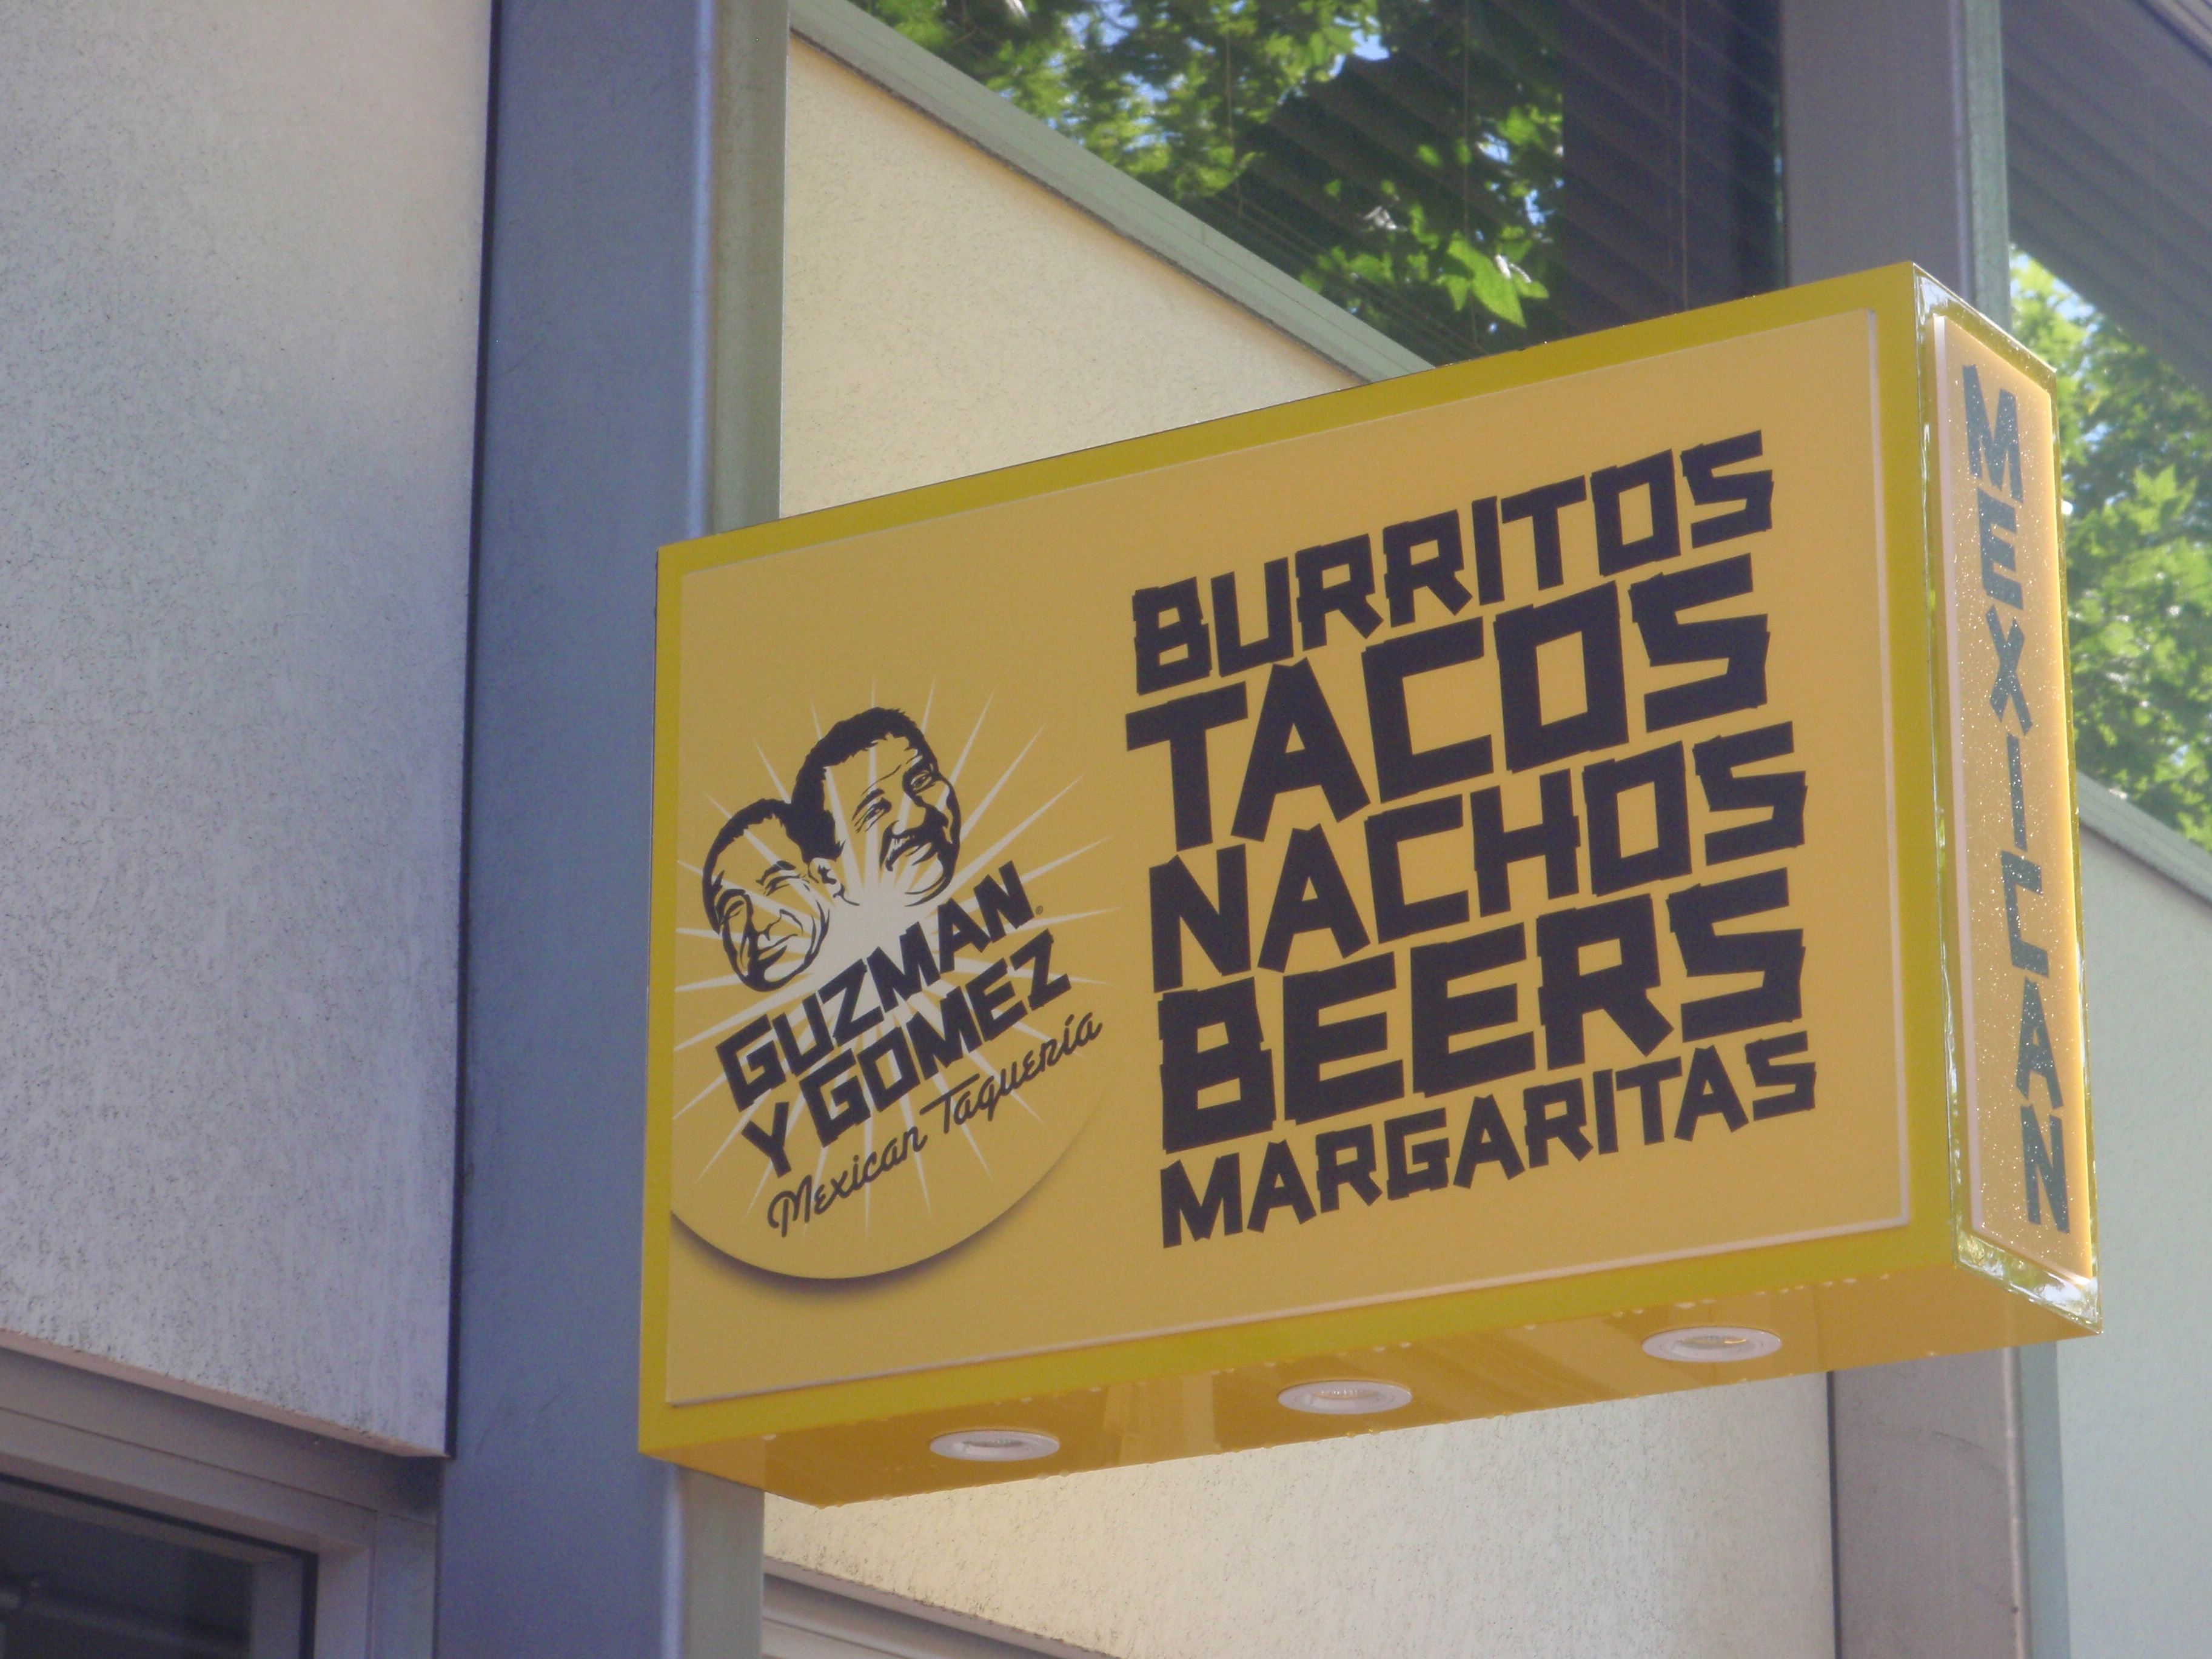 GUZMAN
Y GOMEZ
Mexican Taquería
BURRITOS
TACOS
NACHOS
BEERS
MARGARITAS
MEXICAN